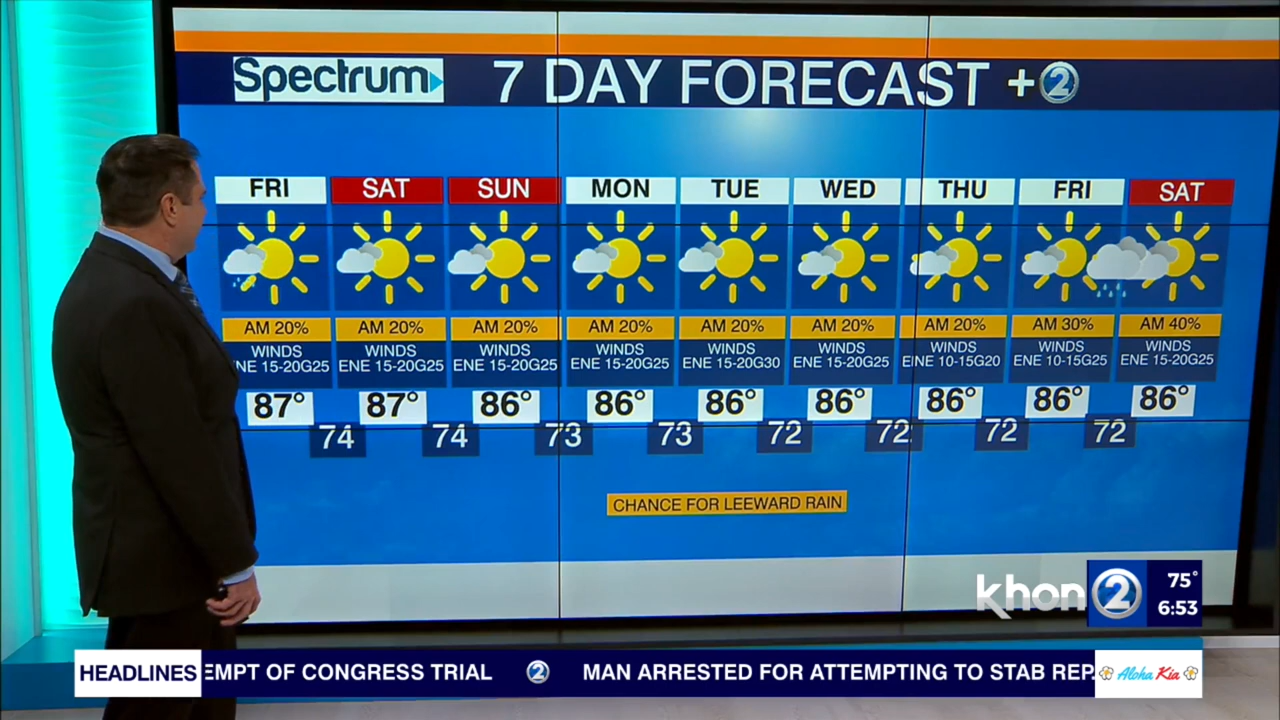 Spectrum 7 DAY FORECAST +2
FRI SAT SUN MON TUE WED THU FRI SAT
AM 20% AM 20% AM 20% AM 20% AM 20% AM 20% AM 20% AM 30% AM 40%
WINDS WINDS WINDS WINDS WINDS WINDS WINDS WINDS WINDS
NE 15-20G25 ENE 15-20G25 ENE 15-20G25 ENE 15-20G25 ENE 15-20G30 ENE 15-20G25 EINE 10-15G20 ENE 10-15G25 ENE 15-20G25
87° 87° 86° 86° 86° 86° 86° 86° 86°
74 74 73 73 72 72 72 72
CHANCE FOR LEEWARD RAIN
khon 2 75°
6:53
HEADLINES EMPT OF CONGRESS TRIAL 2 MAN ARRESTED FOR ATTEMPTING TO STAB REP. Aloha Kia